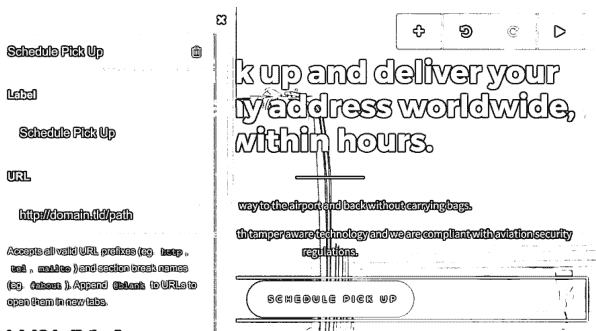 Schedule Pick Up
Label
Schedule Pick Up
URL
http://domain.tld/path
Accepts all valid URL prefixes (eg. http ,
tel , mailto ) and section break names
(eg. #about ). Append @blank to URLs to
open them in new tabs.
k up and deliver your
ny address worldwide,
within hours.
way to the airport and back without carrying bags.
th tamper aware technology and we are compliant with aviation security
regulations.
SCHEDULE PICK UP